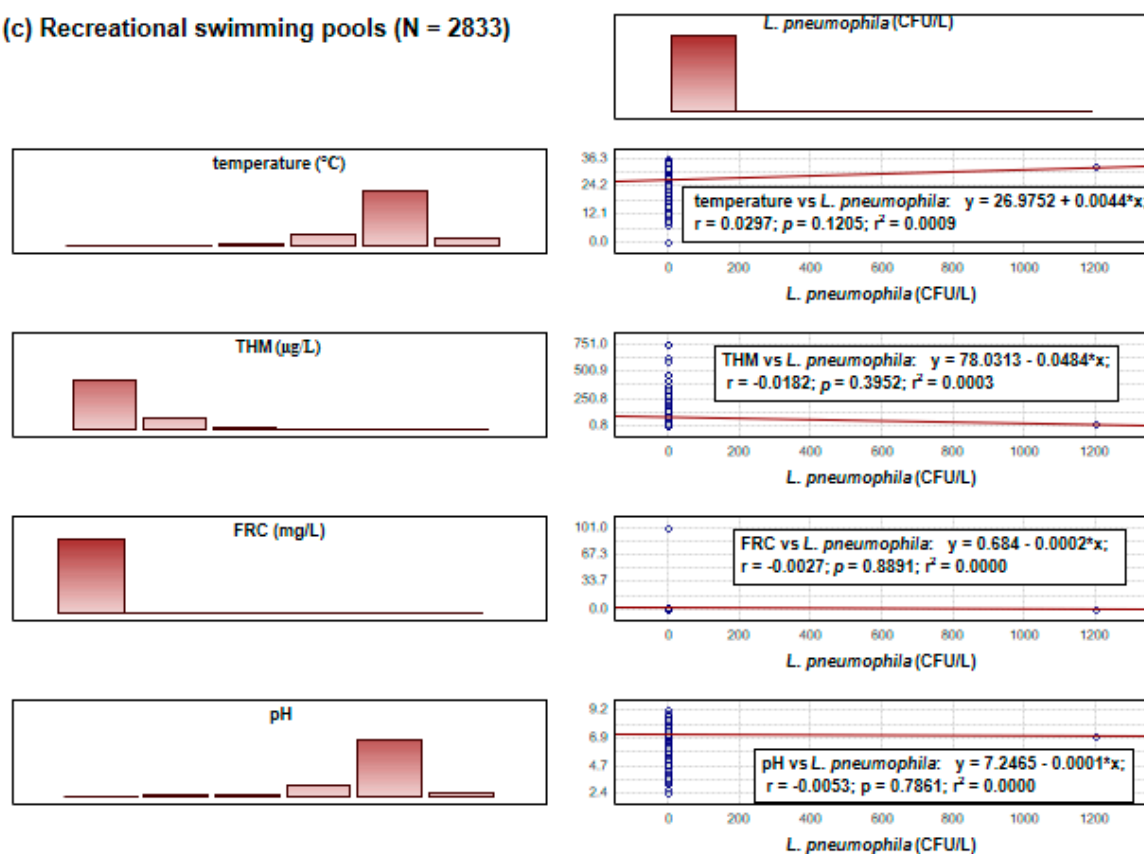 (c) Recreational swimming pools (N = 2833)
L. pneumophila (CFU/L)
temperature (°C)
36.3
24.2
12.1
0.0
temperature vs L. pneumophila: y = 26.9752 + 0.0044*x;
r = 0.0297; p = 0.1205; r² = 0.0009
0 200 400 600 800 1000 1200
L. pneumophila (CFU/L)
THM (µg/L)
751.0
500.9
250.8
0.8
THM vs L. pneumophila: y = 78.0313 - 0.0484*x;
r = -0.0182; p = 0.3952; r² = 0.0003
0 200 400 600 800 1000 1200
L. pneumophila (CFU/L)
FRC (mg/L)
101.0
67.3
33.7
0.0
FRC vs L. pneumophila: y = 0.684 - 0.0002*x;
r = -0.0027; p = 0.8891; r² = 0.0000
0 200 400 600 800 1000 1200
L. pneumophila (CFU/L)
pH
9.2
6.9
4.7
2.4
pH vs L. pneumophila: y = 7.2465 - 0.0001*x;
r = -0.0053; p = 0.7861; r² = 0.0000
0 200 400 600 800 1000 1200
L. pneumophila (CFU/L)